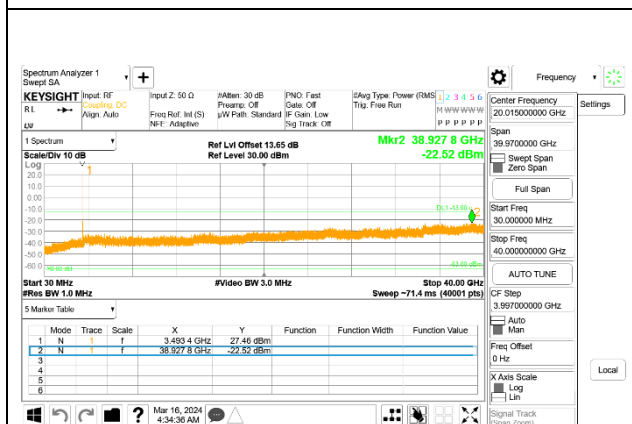 Spectrum Analyzer 1
Swept SA
Frequency
Settings
KEYSIGHT
RL
Input: RF
Coupling: DC
Align: Auto
Input Z: 50 Ω
Freq Ref: Int (S)
NFE: Adaptive
#Atten: 30 dB
Preamp: Off
µW Path: Standard
PNO: Fast
Gate: Off
IF Gain: Low
Sig Track: Off
#Avg Type: Power (RMS
Trig: Free Run
1 2 3 4 5 6
M W W W W W
P P P P P P
1 Spectrum
Scale/Div 10 dB
Log
Ref Lvl Offset 13.65 dB
Ref Level 30.00 dBm
Mkr2 38.927 8 GHz
-22.52 dBm
1
2
20.0
10.0
0.00
-10.0
-20.0
-30.0
-40.0
-50.0
-60.0
Start 30 MHz
#Res BW 1.0 MHz
#Video BW 3.0 MHz
Stop 40.00 GHz
Sweep ~71.4 ms (40001 pts)
5 Marker Table
Mode Trace Scale X Y Function Function Width Function Value
1 N 1 f 3.493 4 GHz 27.46 dBm
2 N 1 f 38.927 8 GHz -22.52 dBm
3
4
5
6
Mar 16, 2024
4:34:36 AM
Center Frequency
20.015000000 GHz
Span
39.9700000 GHz
Swept Span
Zero Span
Full Span
Start Freq
30.000000 MHz
Stop Freq
40.00000000 GHz
AUTO TUNE
CF Step
3.997000000 GHz
Auto
Man
Freq Offset
0 Hz
X Axis Scale
Log
Lin
Signal Track
(Span Zoom)
Local